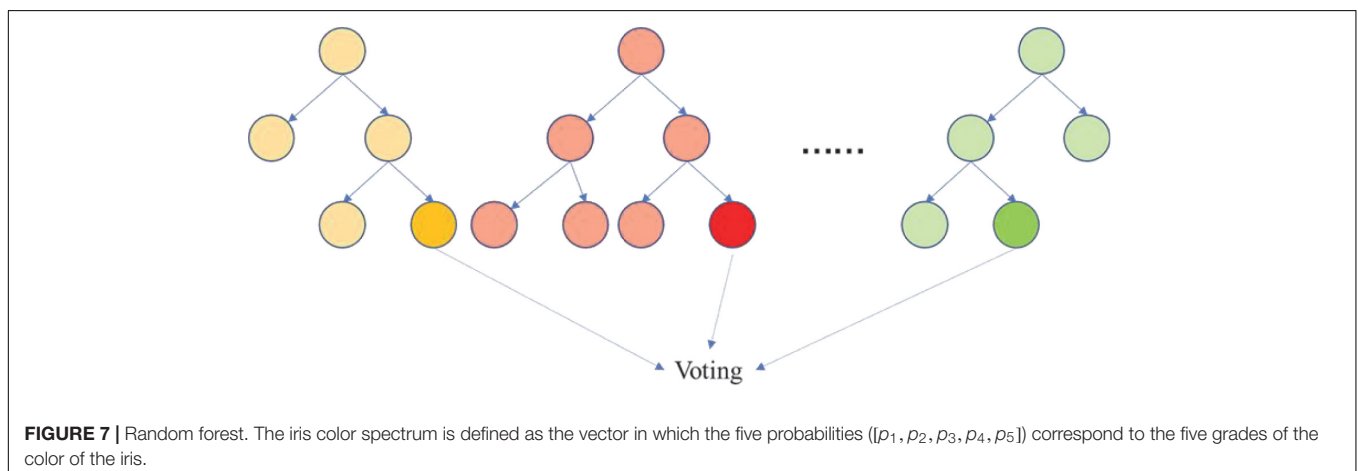 ......
Voting
FIGURE 7 | Random forest. The iris color spectrum is defined as the vector in which the five probabilities ([p₁, p₂, p₃, p₄, p₅]) correspond to the five grades of the
color of the iris.